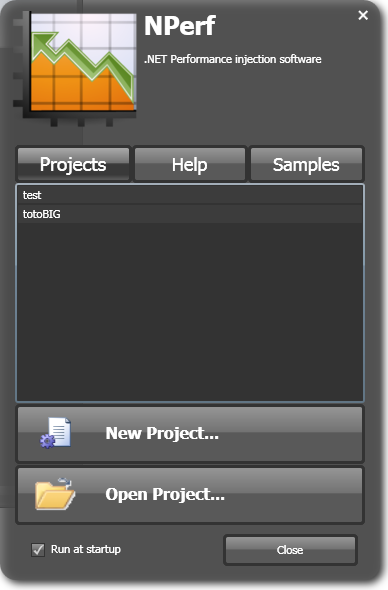 NPerf
.NET Performance injection software
Projects
Help
Samples
test
totoBIG
New Project...
Open Project...
Run at startup
Close